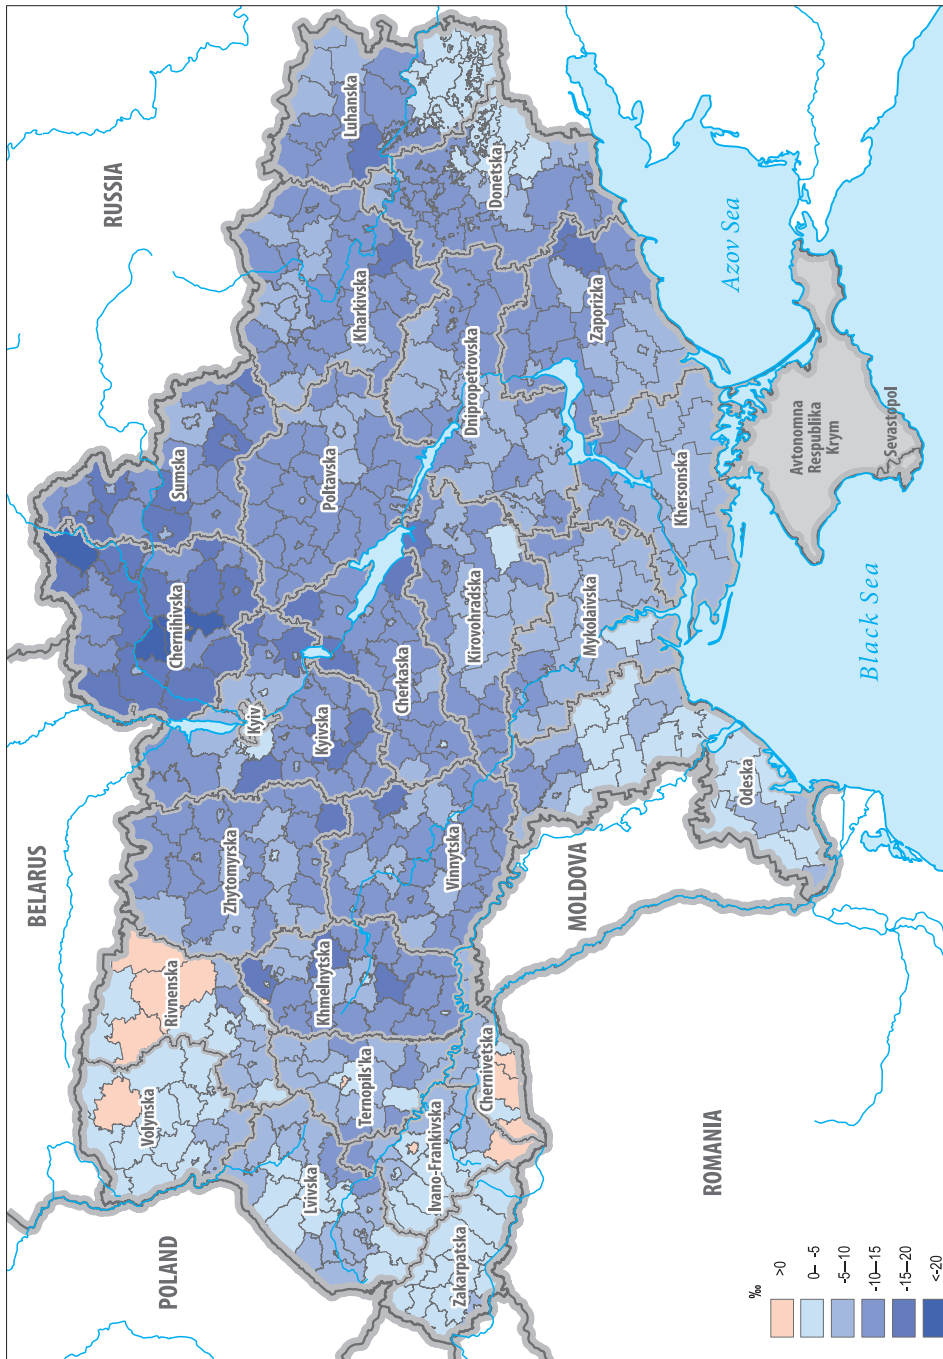 POLAND
BELARUS
RUSSIA
Volynska
Rivnenska
Zhytomyrska
Kyiv
Kyivska
Chernihivska
Sumska
Lvivska
Ternopils'ka
Khmelnytska
Vinnytska
Cherkaska
Poltavska
Kharkivska
Luhanska
Zakarpatska
Ivano-Frankivska
Chernivetska
Kirovohradśka
Dnipropetrovska
Donetska
MOLDOVA
Odeska
Mykolaivska
Khersonska
Zaporizka
ROMANIA
Black Sea
Azov Sea
Avtonomna
Respublika
Krym
Sevastopol
‰
>0
0– -5
-5–10
-10–15
-15–20
<-20